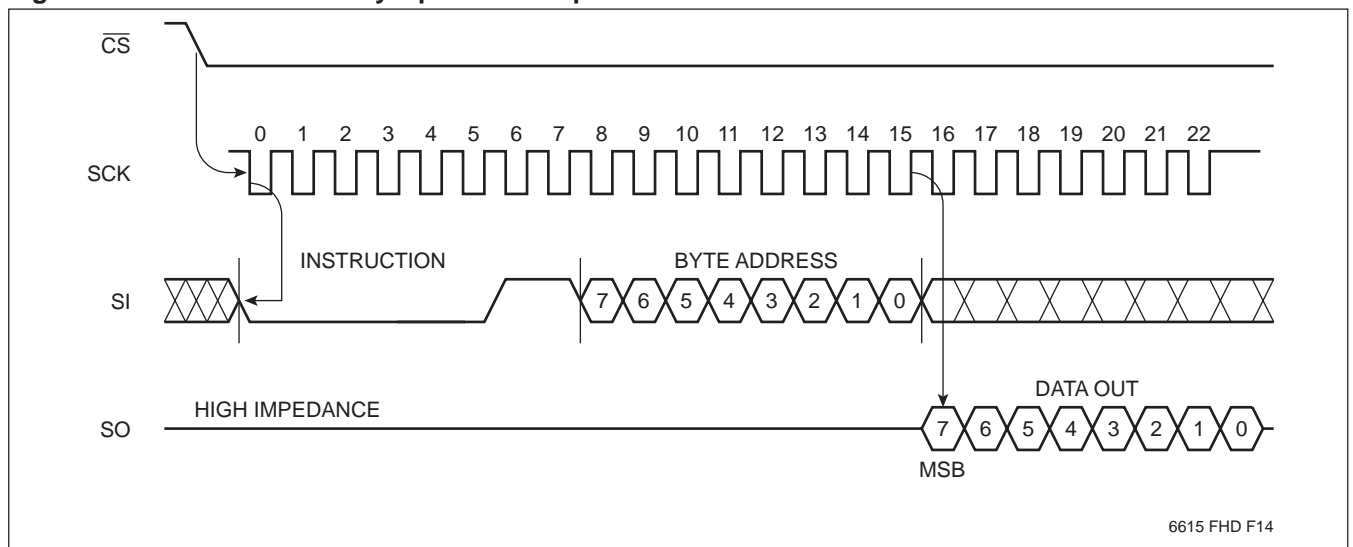 CS
0 1 2 3 4 5 6 7 8 9 10 11 12 13 14 15 16 17 18 19 20 21 22
SCK
INSTRUCTION BYTE ADDRESS
SI 7 6 5 4 3 2 1 0
DATA OUT
HIGH IMPEDANCE
SO 7 6 5 4 3 2 1 0
MSB
6615 FHD F14